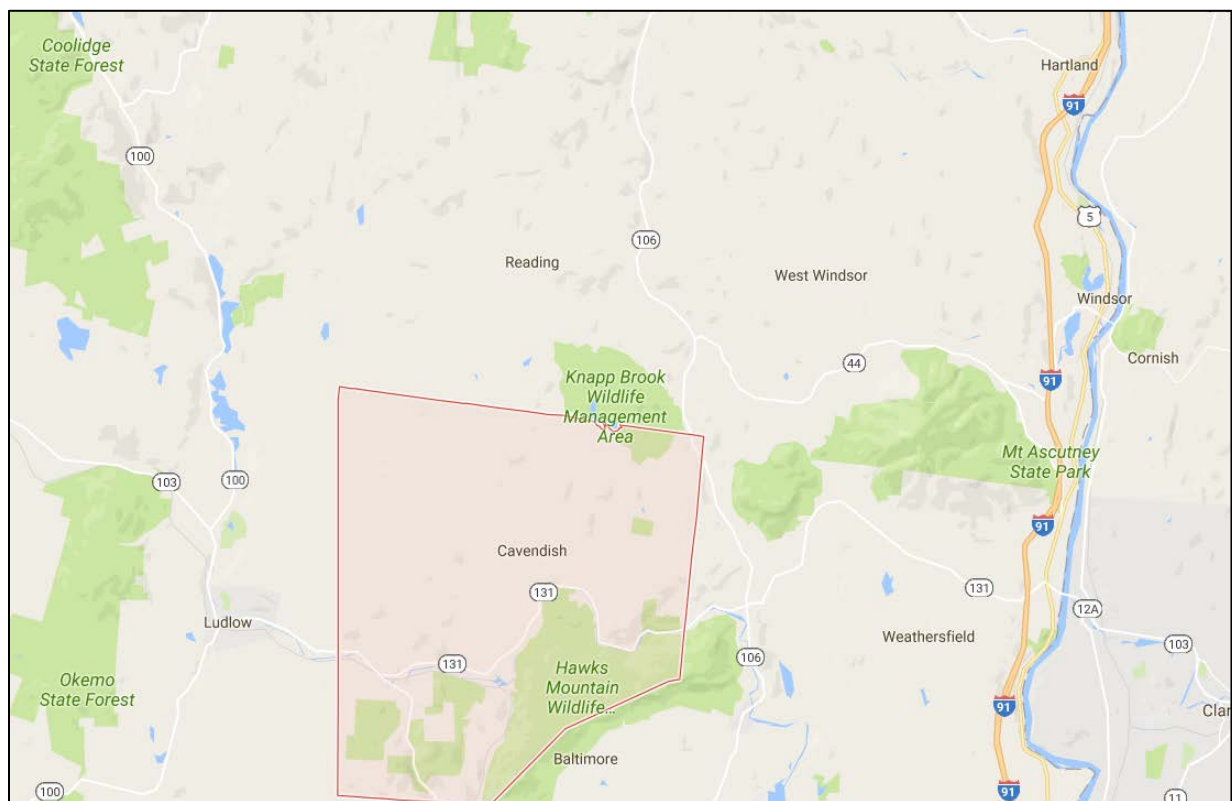 Coolidge
State Forest
Hartland
91
100
5
106
Reading
West Windsor
Windsor
Cornish
44
91
Knapp Brook
Wildlife
Management
Area
Mt Ascutney
State Park
103
100
91
Cavendish
131
131
12A
Ludlow
Weathersfield
103
131
106
Hawks
Mountain
Wildlife...
Okemo
State Forest
91
Clar
Baltimore
100
91
11